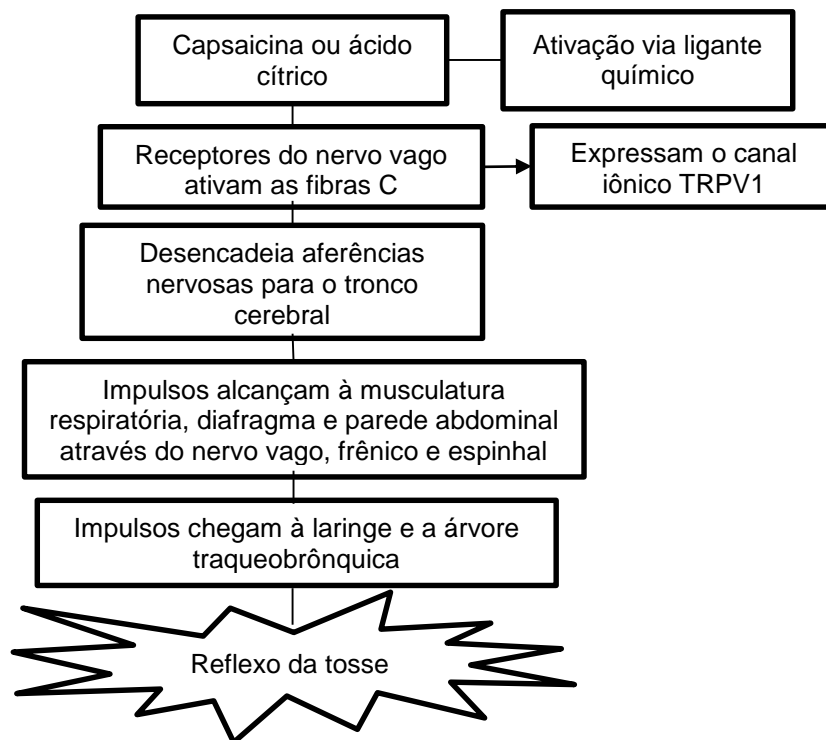 Capsaicina ou ácido
cítrico
Ativação via ligante
químico
Receptores do nervo vago
ativam as fibras C
Expressam o canal
iônico TRPV1
Desencadeia aferências
nervosas para o tronco
cerebral
Impulsos alcançam à musculatura
respiratória, diafragma e parede abdominal
através do nervo vago, frênico e espinhal
Impulsos chegam à laringe e a árvore
traqueobrônquica
Reflexo da tosse